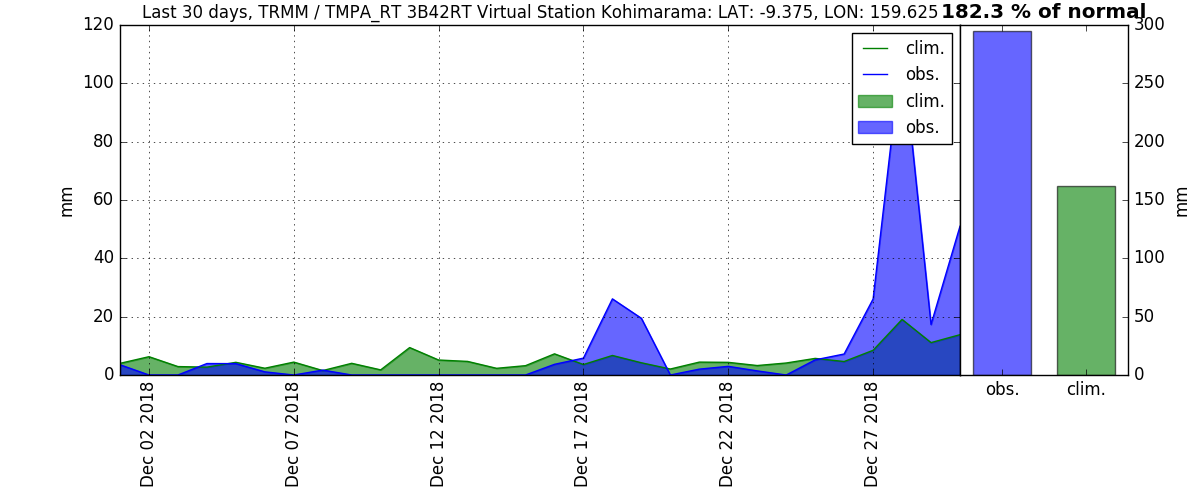 Last 30 days, TRMM / TMPA_RT 3B42RT Virtual Station Kohimarama: LAT: -9.375, LON: 159.625 182.3 % of normal
120
100
80
60
40
20
0
mm
clim.
obs.
clim.
obs.
300
250
200
150
100
50
0
mm
Dec 02 2018
Dec 07 2018
Dec 12 2018
Dec 17 2018
Dec 22 2018
Dec 27 2018
obs.
clim.